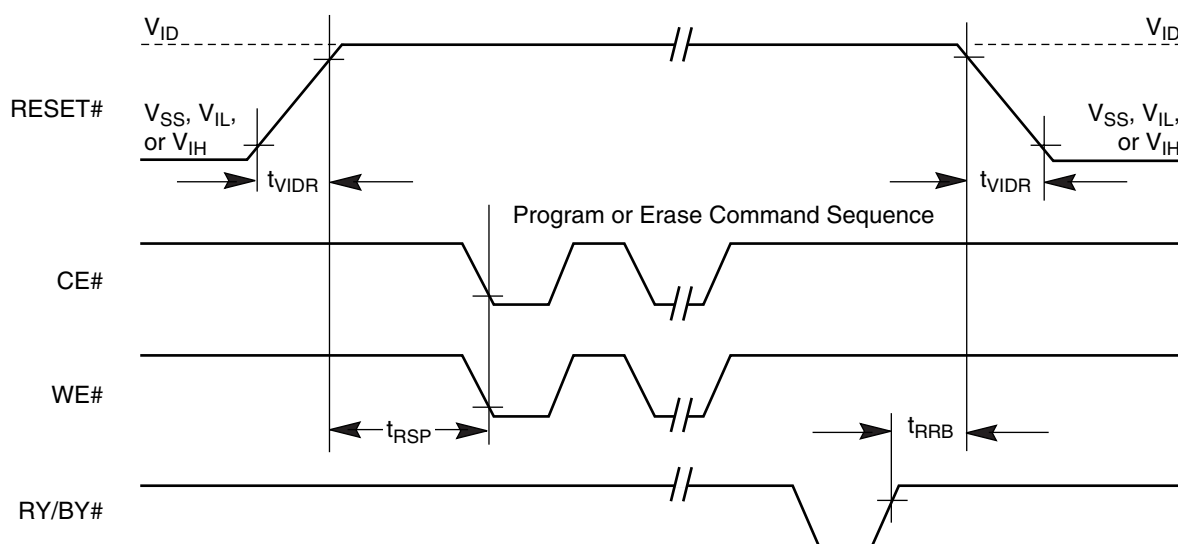 V_ID
V_ID
RESET#
V_SS, V_IL,
or V_IH
V_SS, V_IL,
or V_IH
t_VIDR
t_VIDR
Program or Erase Command Sequence
CE#
WE#
t_RSP
t_RRB
RY/BY#